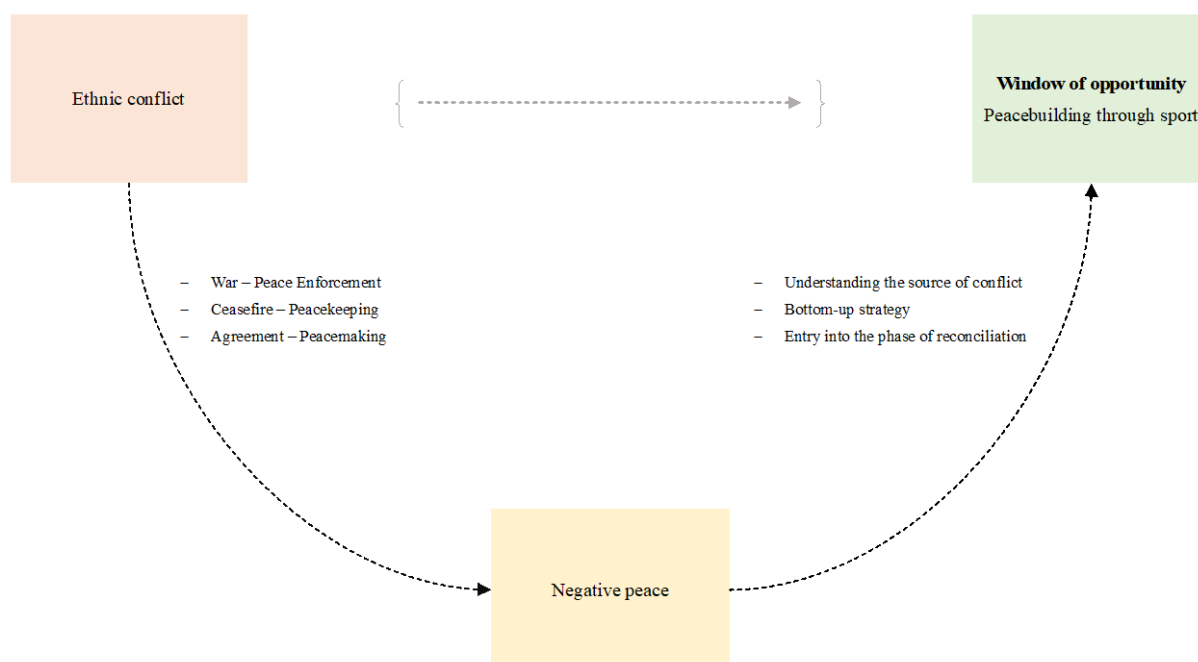 Ethnic conflict
Window of opportunity
Peacebuilding through sport
– War – Peace Enforcement
– Ceasefire – Peacekeeping
– Agreement – Peacemaking
– Understanding the source of conflict
– Bottom-up strategy
– Entry into the phase of reconciliation
Negative peace